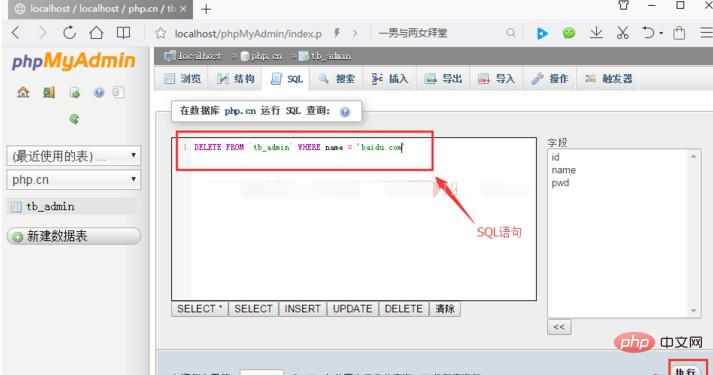 localhost / localhost / php.cn / tb
localhost/phpMyAdmin/index.p
一男与两女拜堂
phpMyAdmin
localhost > php.cn > tb_admin
浏览 结构 SQL 搜索 插入 导出 导入 操作 触发器
在数据库 php.cn 运行 SQL 查询:
(最近使用的表) ...
php.cn
tb_admin
新建数据表
1 DELETE FROM `tb_admin` WHERE name = 'baidu.com'
SQL语句
字段
id
name
pwd
SELECT * SELECT INSERT UPDATE DELETE 清除
<<
php 中文网
执行